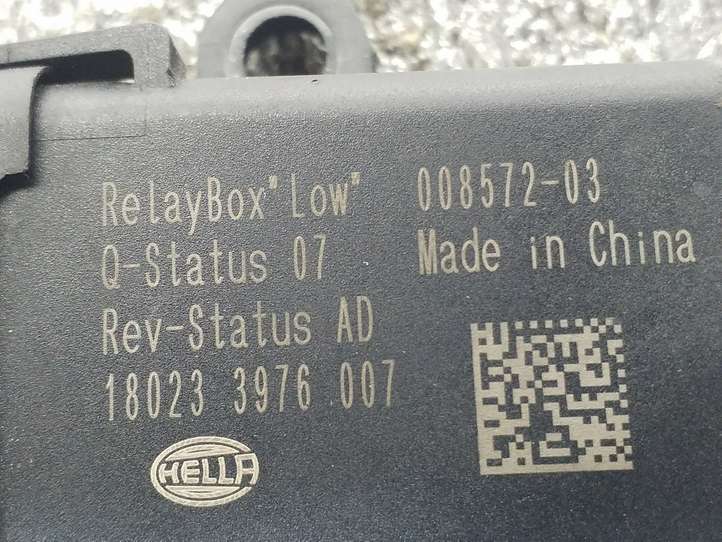 RelayBox"Low" 008572-03
Q-Status 07 Made in China
Rev-Status AD
18023 3976 007
HELLA